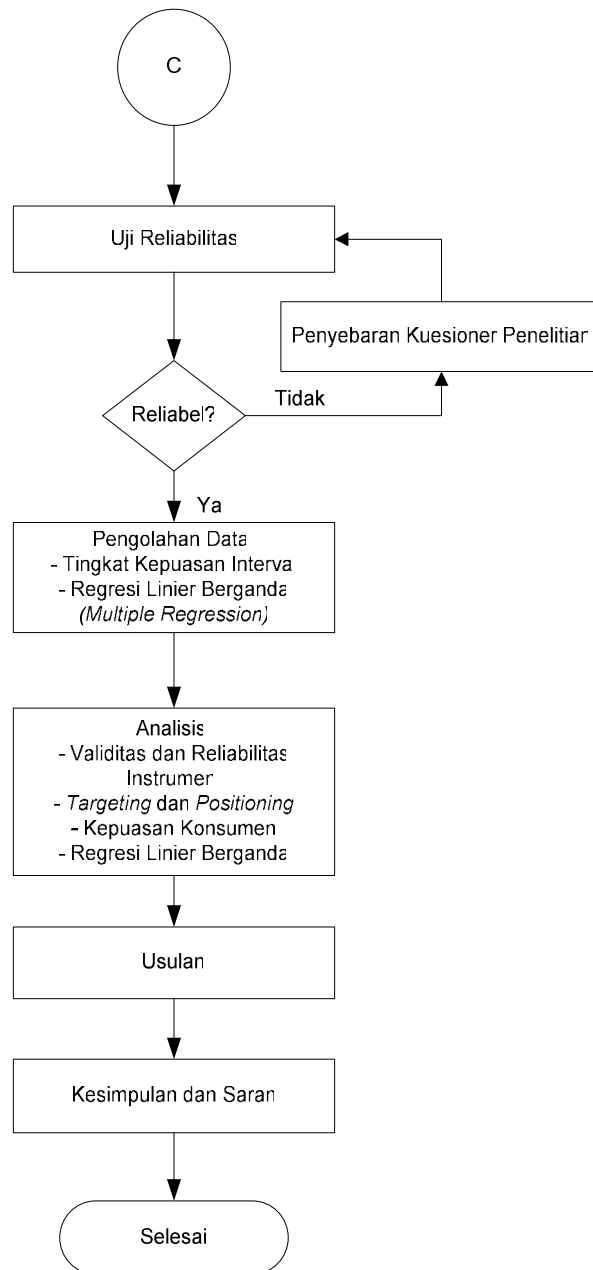 C
Uji Reliabilitas
Penyebaran Kuesioner Penelitian
Reliabel?
Tidak
Ya
Pengolahan Data
- Tingkat Kepuasan Interva
- Regresi Linier Berganda
(Multiple Regression)
Analisis
- Validitas dan Reliabilitas
Instrumen
- Targeting dan Positioning
- Kepuasan Konsumen
- Regresi Linier Berganda
Usulan
Kesimpulan dan Saran
Selesai